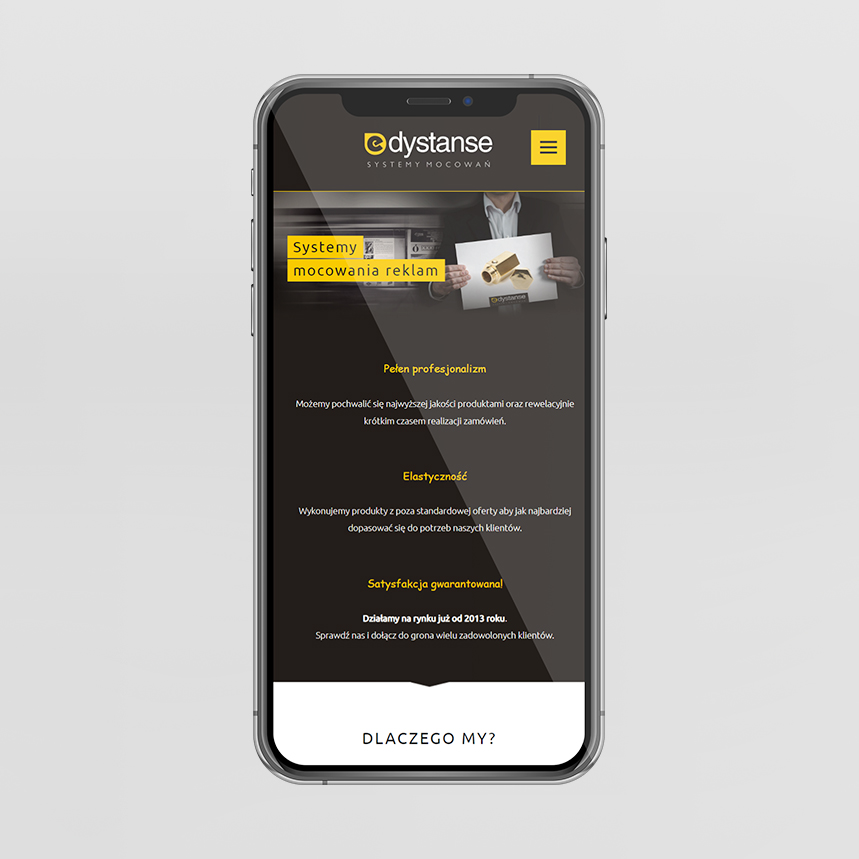 edystanse
SYSTEMY MOCOWAŃ
Systemy
mocowania reklam
edystanse
Pełen profesjonalizm
Możemy pochwalić się najwyższej jakości produktami oraz rewelacyjnie
krótkim czasem realizacji zamówień.
Elastyczność
Wykonujemy produkty z poza standardowej oferty aby jak najbardziej
dopasować się do potrzeb naszych klientów.
Satysfakcja gwarantowana!
Działamy na rynku już od 2013 roku.
Sprawdź nas i dołącz do grona wielu zadowolonych klientów.
DLACZEGO MY?